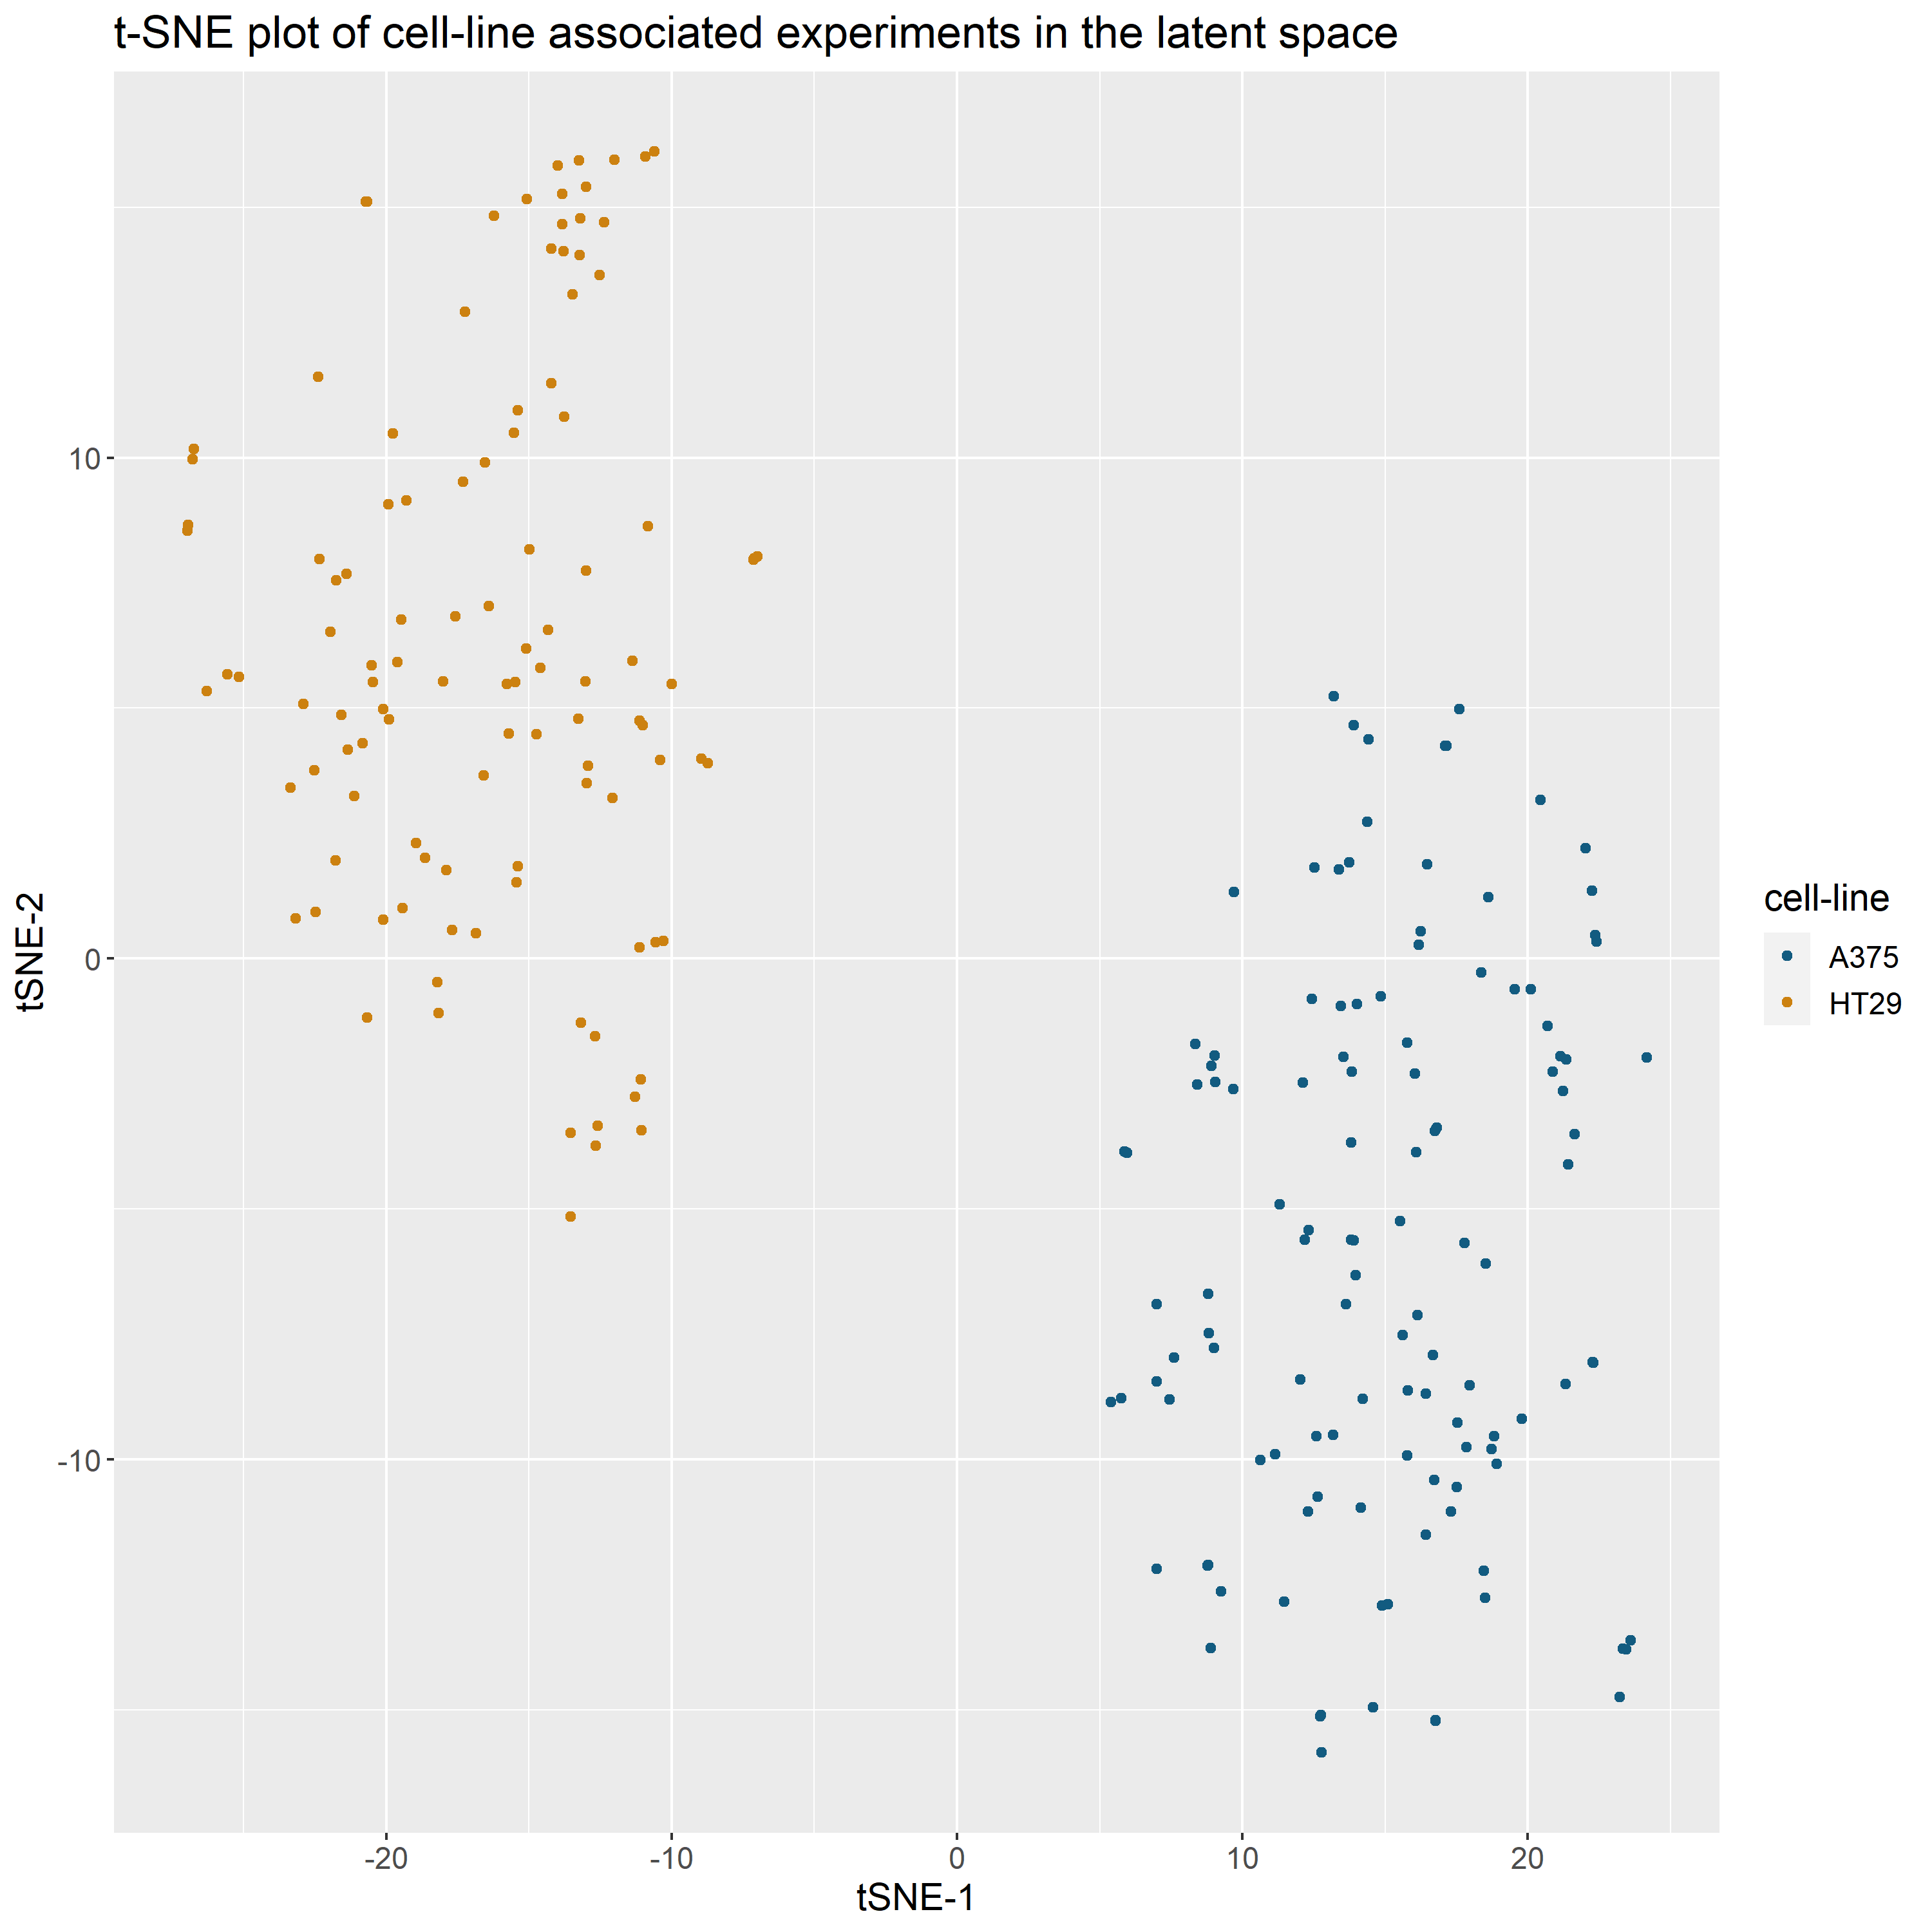 t-SNE plot of cell-line associated experiments in the latent space
10
0
-10
tSNE-2
-20
-10
0
10
20
tSNE-1
cell-line
A375
HT29